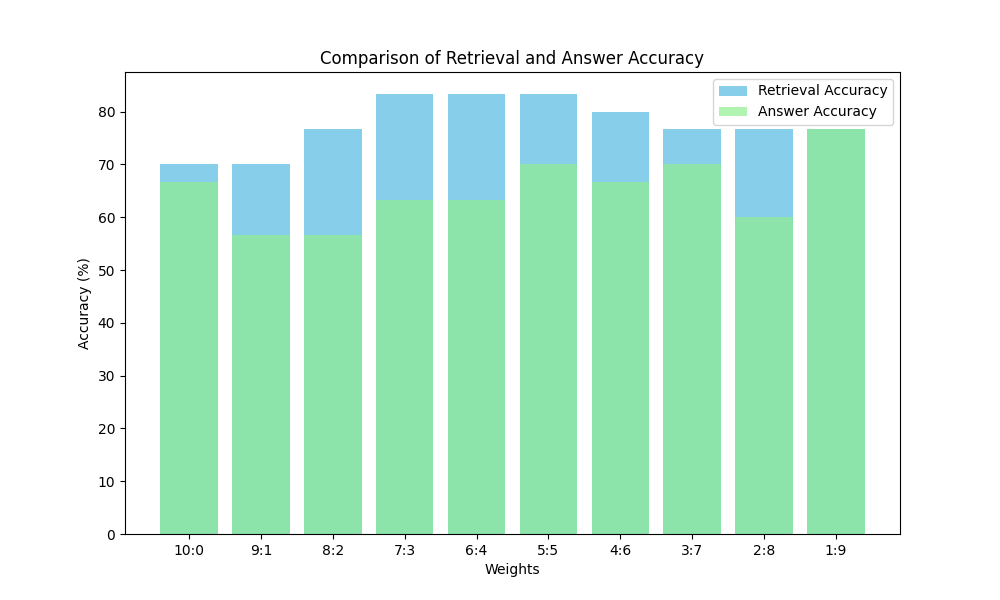 Comparison of Retrieval and Answer Accuracy
Retrieval Accuracy
Answer Accuracy
Accuracy (%)
80
70
60
50
40
30
20
10
0
10:0 9:1 8:2 7:3 6:4 5:5 4:6 3:7 2:8 1:9
Weights